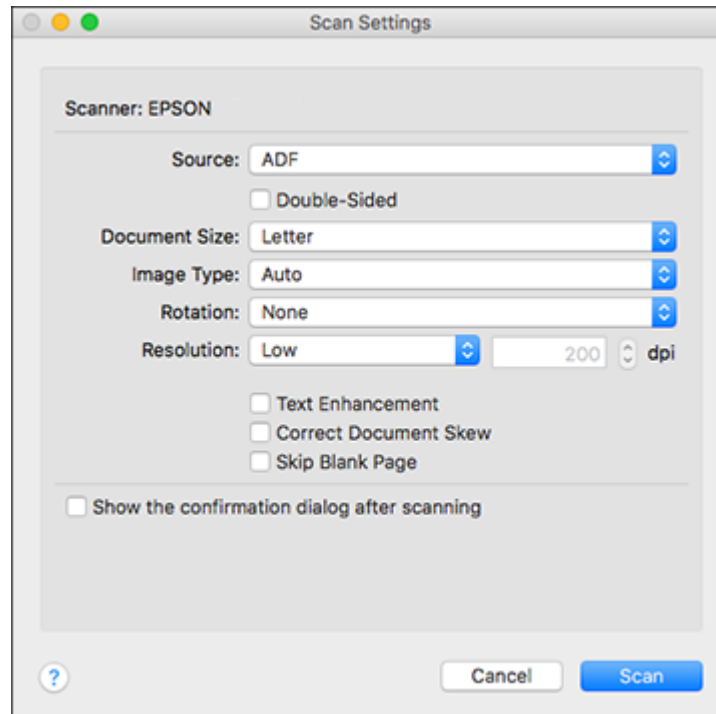 Scan Settings
Scanner: EPSON
Source: ADF
Double-Sided
Document Size: Letter
Image Type: Auto
Rotation: None
Resolution: Low 200 dpi
Text Enhancement
Correct Document Skew
Skip Blank Page
Show the confirmation dialog after scanning
? Cancel Scan